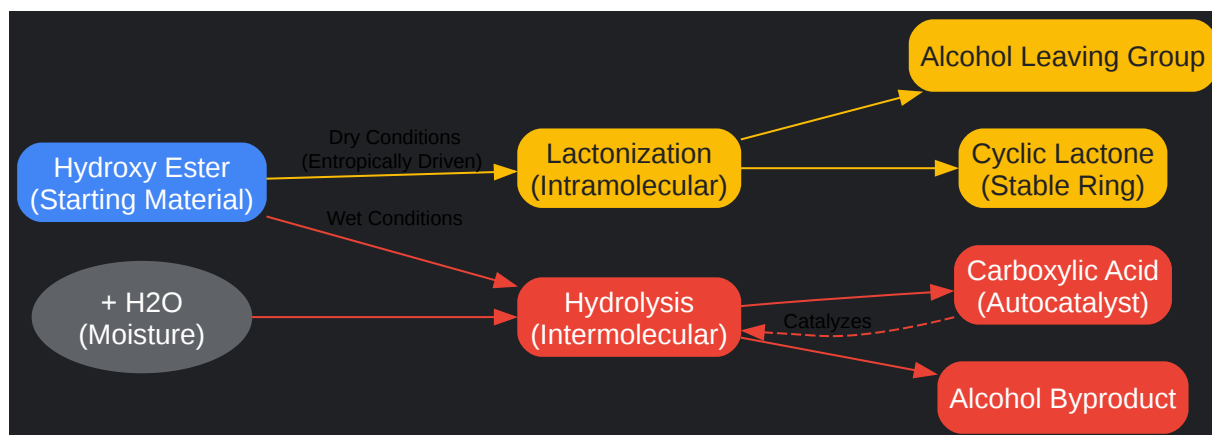 Alcohol Leaving Group
Dry Conditions
(Entropically Driven)
Hydroxy Ester
(Starting Material)
Lactonization
(Intramolecular)
Cyclic Lactone
(Stable Ring)
Wet Conditions
+ H2O
(Moisture)
Hydrolysis
(Intermolecular)
Carboxylic Acid
(Autocatalyst)
Catalyzes
Alcohol Byproduct